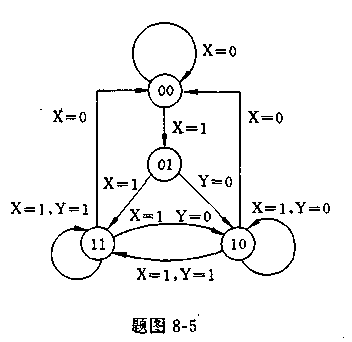 X=0
00
X=0
X=0
X=1
01
X=1
Y=0
X=1,Y=1
X=1 Y=0
X=1,Y=0
11
10
X=1,Y=1
题图 8-5